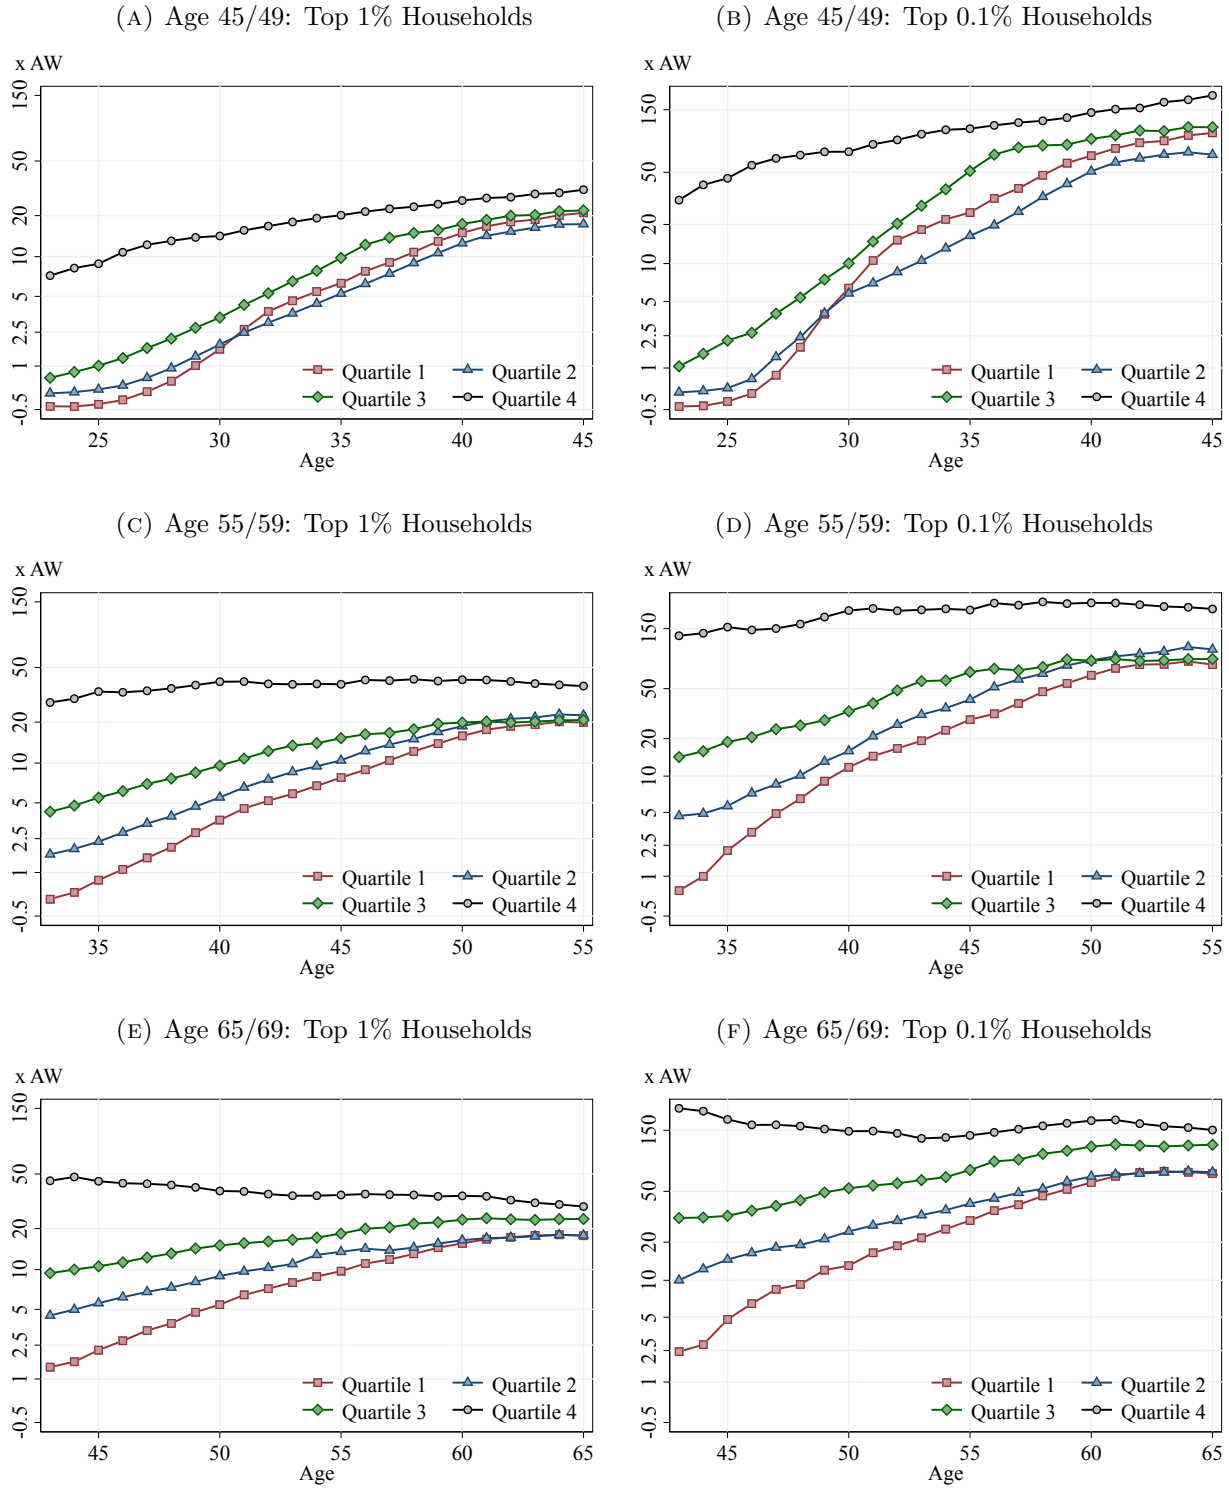 (A) Age 45/49: Top 1% Households
x AW
150
50
20
10
5
2.5
1
-0.5
Quartile 1 Quartile 2
Quartile 3 Quartile 4
25 30 35 40 45
Age
(B) Age 45/49: Top 0.1% Households
x AW
150
50
20
10
5
2.5
1
-0.5
Quartile 1 Quartile 2
Quartile 3 Quartile 4
25 30 35 40 45
Age
(C) Age 55/59: Top 1% Households
x AW
150
50
20
10
5
2.5
1
-0.5
Quartile 1 Quartile 2
Quartile 3 Quartile 4
35 40 45 50 55
Age
(D) Age 55/59: Top 0.1% Households
x AW
150
50
20
10
5
2.5
1
-0.5
Quartile 1 Quartile 2
Quartile 3 Quartile 4
35 40 45 50 55
Age
(E) Age 65/69: Top 1% Households
x AW
150
50
20
10
5
2.5
1
-0.5
Quartile 1 Quartile 2
Quartile 3 Quartile 4
45 50 55 60 65
Age
(F) Age 65/69: Top 0.1% Households
x AW
150
50
20
10
5
2.5
1
-0.5
Quartile 1 Quartile 2
Quartile 3 Quartile 4
45 50 55 60 65
Age